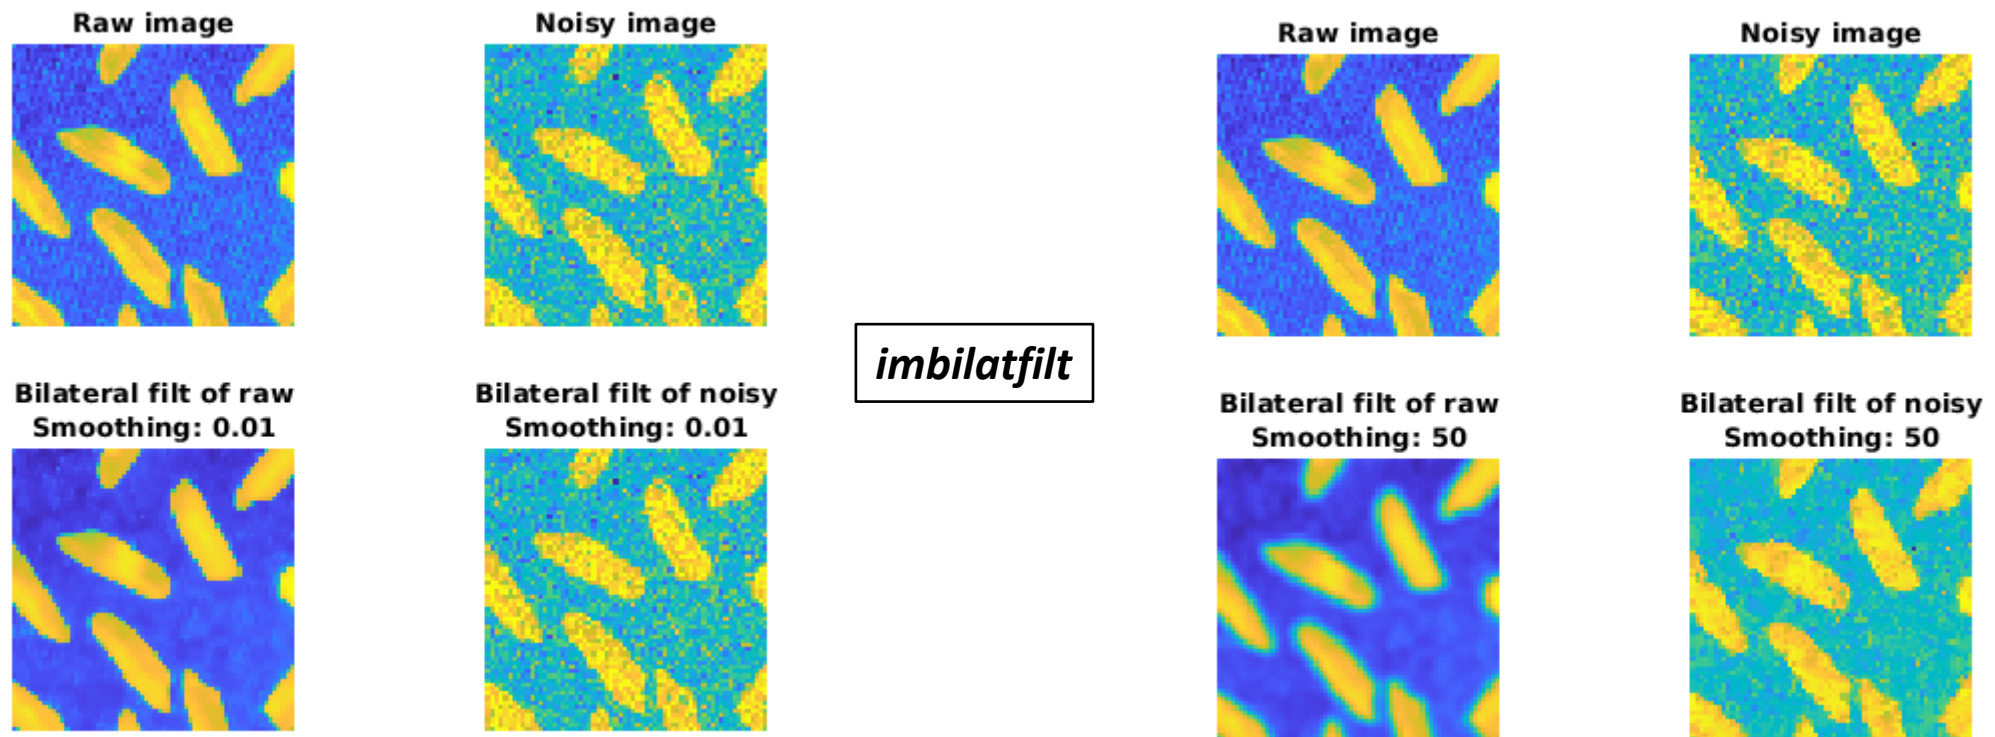 Raw image
Noisy image
Raw image
Noisy image
imbilatfilt
Bilateral filt of raw
Smoothing: 0.01
Bilateral filt of noisy
Smoothing: 0.01
Bilateral filt of raw
Smoothing: 50
Bilateral filt of noisy
Smoothing: 50